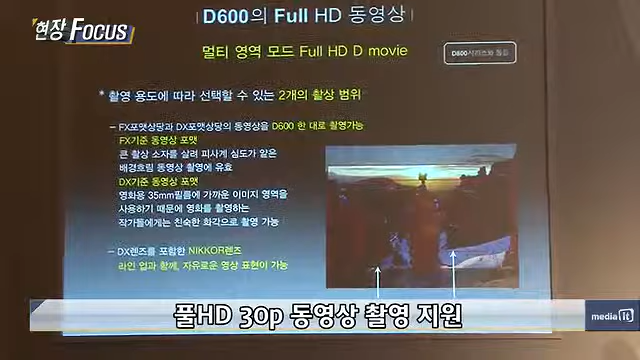 현장 FOCUS
D600의 Full HD 동영상
멀티 영역 모드 Full HD D movie
D800시리즈와 동등
* 촬영 용도에 따라 선택할 수 있는 2개의 촬상 범위
– FX포맷상당과 DX포맷상당의 동영상을 D600 한 대로 촬영가능
FX기준 동영상 포맷
큰 촬상 소자를 살려 피사계 심도가 얕은
배경흐림 동영상 촬영에 유효
DX기준 동영상 포맷
영화용 35mm필름에 가까운 이미지 영역을
사용하기 때문에 영화를 촬영하는
작가들에게는 친숙한 화각으로 촬영 가능
– DX렌즈를 포함한 NIKKOR렌즈
라인 업과 함께, 자유로운 영상 표현이 가능
풀HD 30p 동영상 촬영 지원
media it